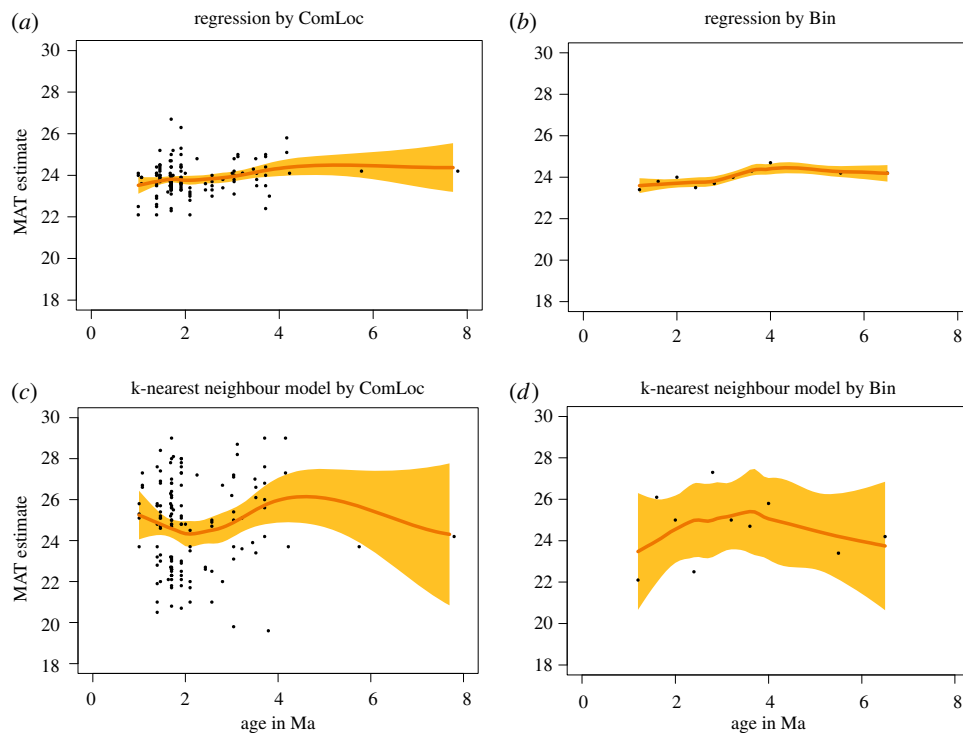 (a) regression by ComLoc
(b) regression by Bin
30
28
26
24
22
20
18
MAT estimate
0 2 4 6 8
30
28
26
24
22
20
18
0 2 4 6 8
(c) k-nearest neighbour model by ComLoc
(d) k-nearest neighbour model by Bin
30
28
26
24
22
20
18
MAT estimate
0 2 4 6 8
age in Ma
30
28
26
24
22
20
18
0 2 4 6 8
age in Ma